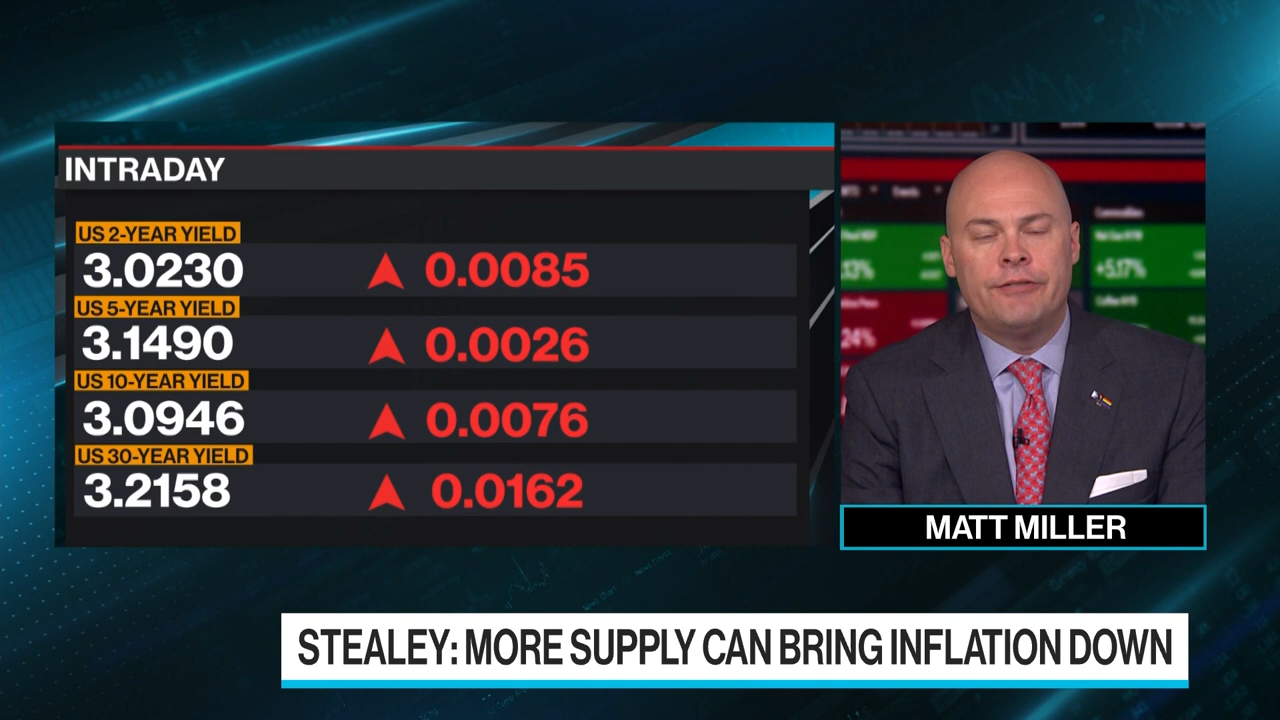 INTRADAY
US 2-YEAR YIELD
3.0230 0.0085
US 5-YEAR YIELD
3.1490 0.0026
US 10-YEAR YIELD
3.0946 0.0076
US 30-YEAR YIELD
3.2158 0.0162
+5.17%
MATT MILLER
STEALEY: MORE SUPPLY CAN BRING INFLATION DOWN